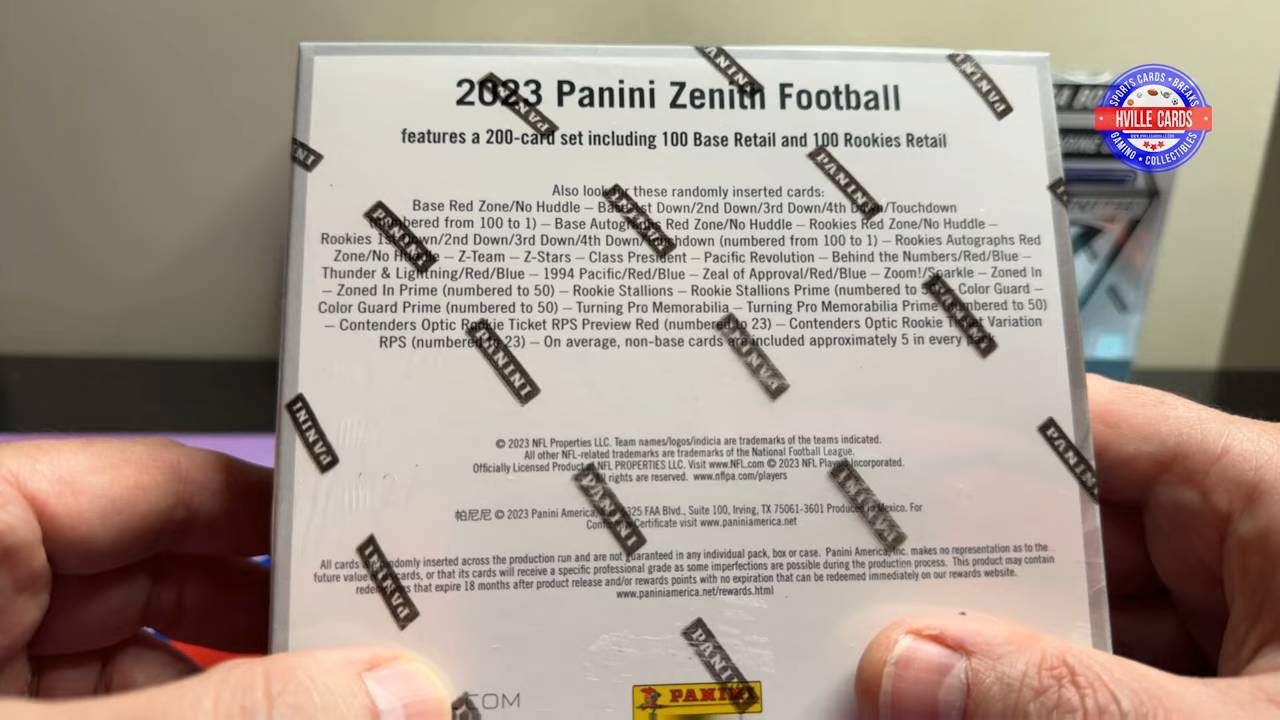 2023 Panini Zenith Football
features a 200-card set including 100 Base Retail and 100 Rookies Retail
Also look for these randomly inserted cards:
Base Red Zone/No Huddle – Base 1st Down/2nd Down/3rd Down/4th Down/Touchdown
(numbered from 100 to 1) – Base Autographs Red Zone/No Huddle – Rookies Red Zone/No Huddle –
Rookies 1st Down/2nd Down/3rd Down/4th Down/Touchdown (numbered from 100 to 1) – Rookies Autographs Red
Zone/No Huddle – Z-Team – Z-Stars – Class President – Pacific Revolution – Behind the Numbers/Red/Blue –
Thunder & Lightning/Red/Blue – 1994 Pacific/Red/Blue – Zeal of Approval/Red/Blue – Zoom!/Sparkle – Zoned In
– Zoned In Prime (numbered to 50) – Rookie Stallions – Rookie Stallions Prime (numbered to 50) – Color Guard –
Color Guard Prime (numbered to 50) – Turning Pro Memorabilia – Turning Pro Memorabilia Prime (numbered to 50)
– Contenders Optic Rookie Ticket RPS Preview Red (numbered to 23) – Contenders Optic Rookie Ticket Variation
RPS (numbered to 23) – On average, non-base cards are included approximately 5 in every pack
© 2023 NFL Properties LLC. Team names/logos/indicia are trademarks of the teams indicated.
All other NFL-related trademarks are trademarks of the National Football League.
Officially Licensed Product of NFL PROPERTIES LLC. Visit www.NFL.com © 2023 NFL Players Incorporated.
All rights are reserved. www.nflpa.com/players
帕尼尼 © 2023 Panini America, 5325 FAA Blvd., Suite 100, Irving, TX 75061-3601 Produced in Mexico. For
Certificate visit www.paniniamerica.net
All cards are randomly inserted across the production run and are not guaranteed in any individual pack, box or case. Panini America, Inc. makes no representation as to the
future value of cards, or that its cards will receive a specific professional grade as some imperfections are possible during the production process. This product may contain
redemptions that expire 18 months after product release and/or rewards points with no expiration that can be redeemed immediately on our rewards website.
www.paniniamerica.net/rewards.html
.COM
PANINI
PANINI
PANINI
PANINI
PANINI
PANINI
PANINI
PANINI
PANINI
PANINI
PANINI
PANINI
PANINI
PANINI
SPORTS CARDS • BREAKS
HVILLE CARDS
GAMING • COLLECTIBLES